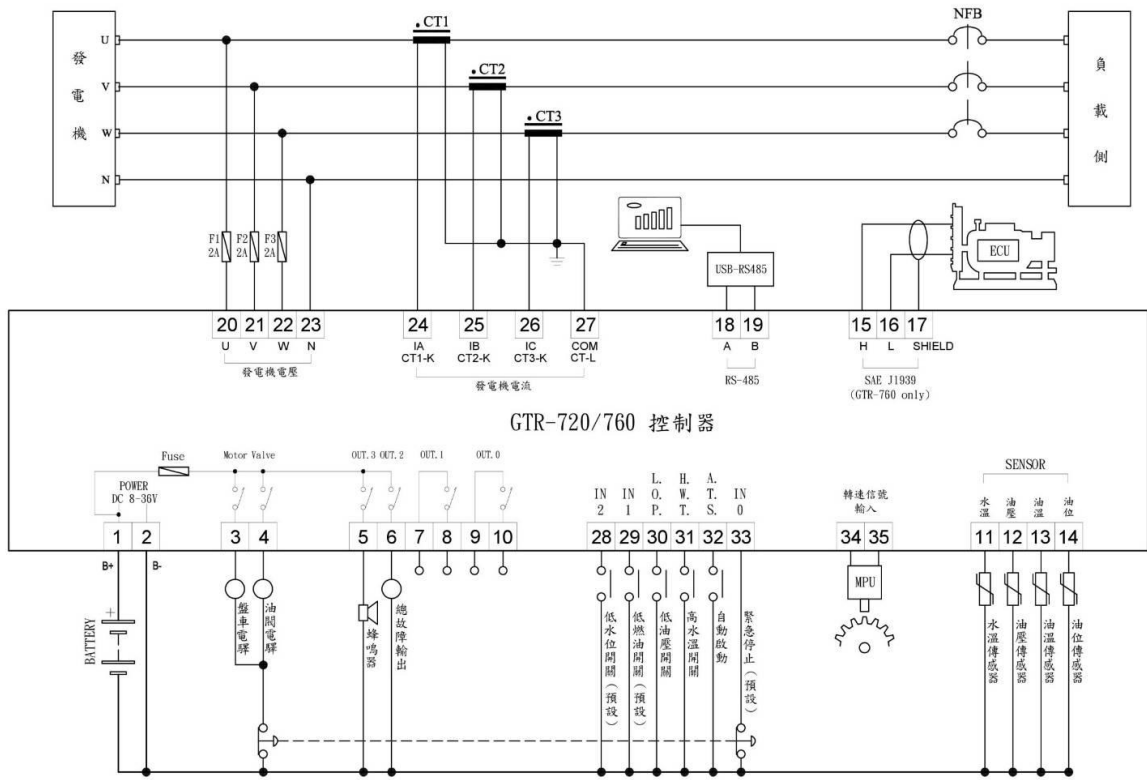 發電機
U
V
W
N
CT1
CT2
CT3
NFB
負載側
F1
2A
F2
2A
F3
2A
USB-RS485
ECU
20 21 22 23
U V W N
發電機電壓
24 25 26 27
IA IB IC COM
CT1-K CT2-K CT3-K CT-L
發電機電流
18 19
A B
RS-485
15 16 17
H L SHIELD
SAE J1939
(GTR-760 only)
GTR-720/760 控制器
Fuse
POWER
DC 8-36V
Motor Valve
OUT.3 OUT.2 OUT.1 OUT.0
IN 2
IN 1
L.O.P.
H.W.T.
A.T.S.
IN 0
轉速信號
輸入
SENSOR
水溫
油壓
油溫
油位
1 2 3 4 5 6 7 8 9 10
28 29 30 31 32 33
34 35
11 12 13 14
B+ B-
+
BATTERY
盤車電驛
油閥電驛
蜂鳴器
總故障輸出
低水位開關(預設)
低燃油開關(預設)
低油壓開關
高水溫開關
自動啟動
緊急停止(預設)
MPU
水溫傳感器
油壓傳感器
油溫傳感器
油位傳感器